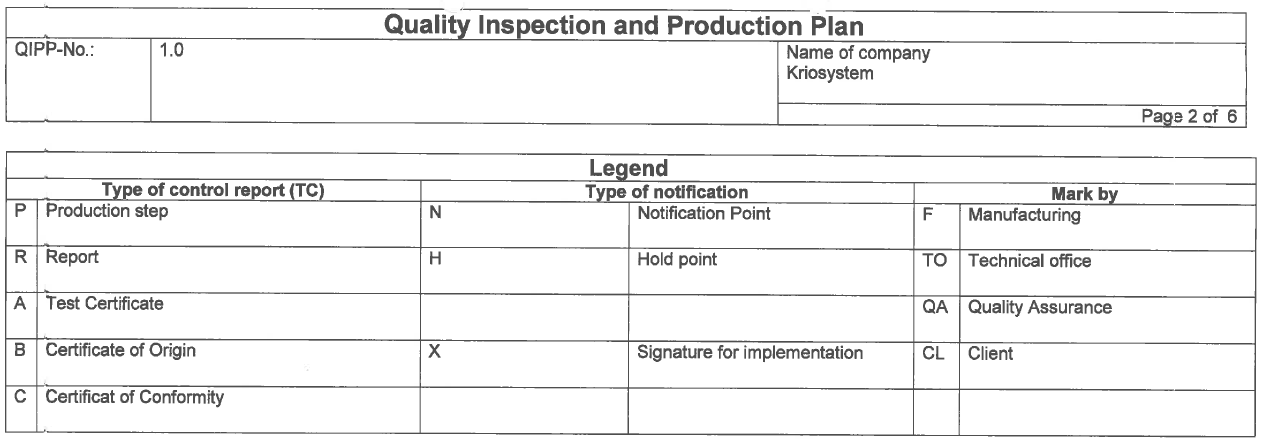 Quality Inspection and Production Plan
QIPP-No.: 1.0 Name of company
Kriosystem
Page 2 of 6
Legend
Type of control report (TC) Type of notification Mark by
P Production step N Notification Point F Manufacturing
R Report H Hold point TO Technical office
A Test Certificate QA Quality Assurance
B Certificate of Origin X Signature for implementation CL Client
C Certificat of Conformity